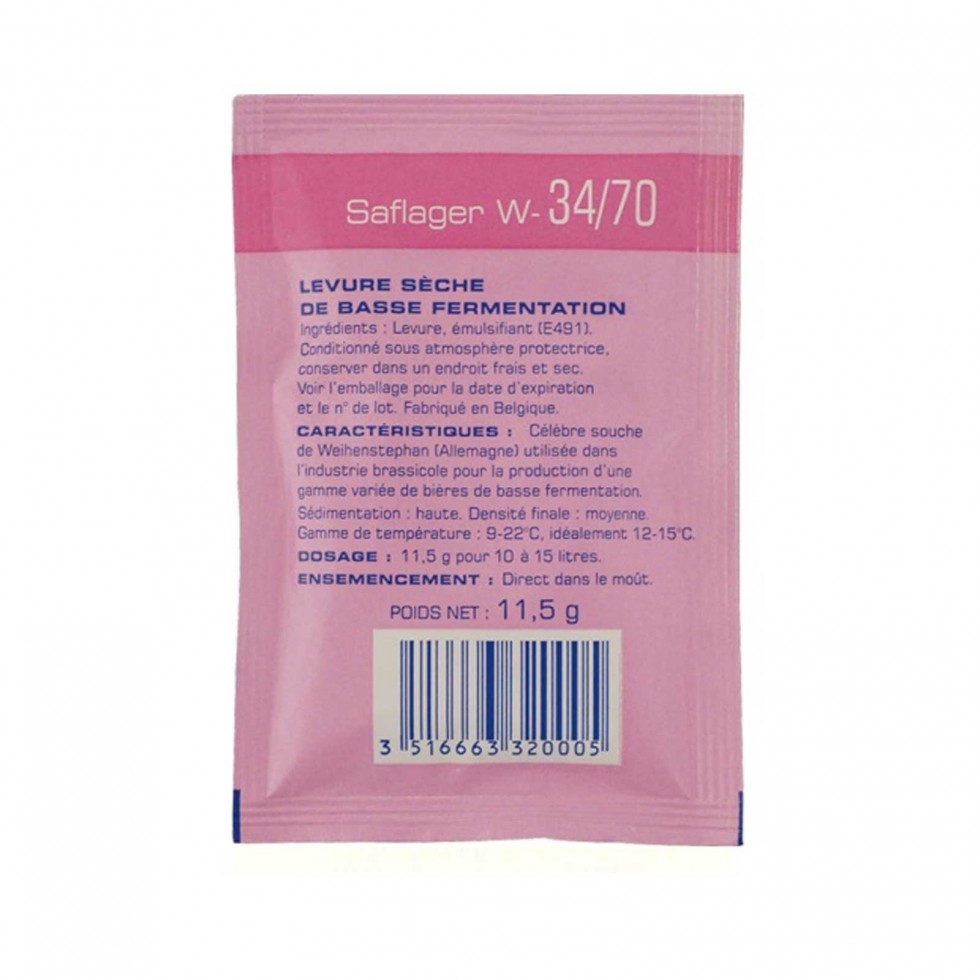 Saflager W- 34/70
LEVURE SÈCHE
DE BASSE FERMENTATION
Ingrédients : Levure, émulsifiant (E491).
Conditionné sous atmosphère protectrice,
conserver dans un endroit frais et sec.
Voir l'emballage pour la date d'expiration
et le n° de lot. Fabriqué en Belgique.
CARACTÉRISTIQUES : Célèbre souche
de Weihenstephan (Allemagne) utilisée dans
l'industrie brassicole pour la production d'une
gamme variée de bières de basse fermentation.
Sédimentation : haute. Densité finale : moyenne.
Gamme de température : 9-22°C, idéalement 12-15°C.
DOSAGE : 11,5 g pour 10 à 15 litres.
ENSEMENCEMENT : Direct dans le moût.
POIDS NET : 11,5 g
3 516663 320005